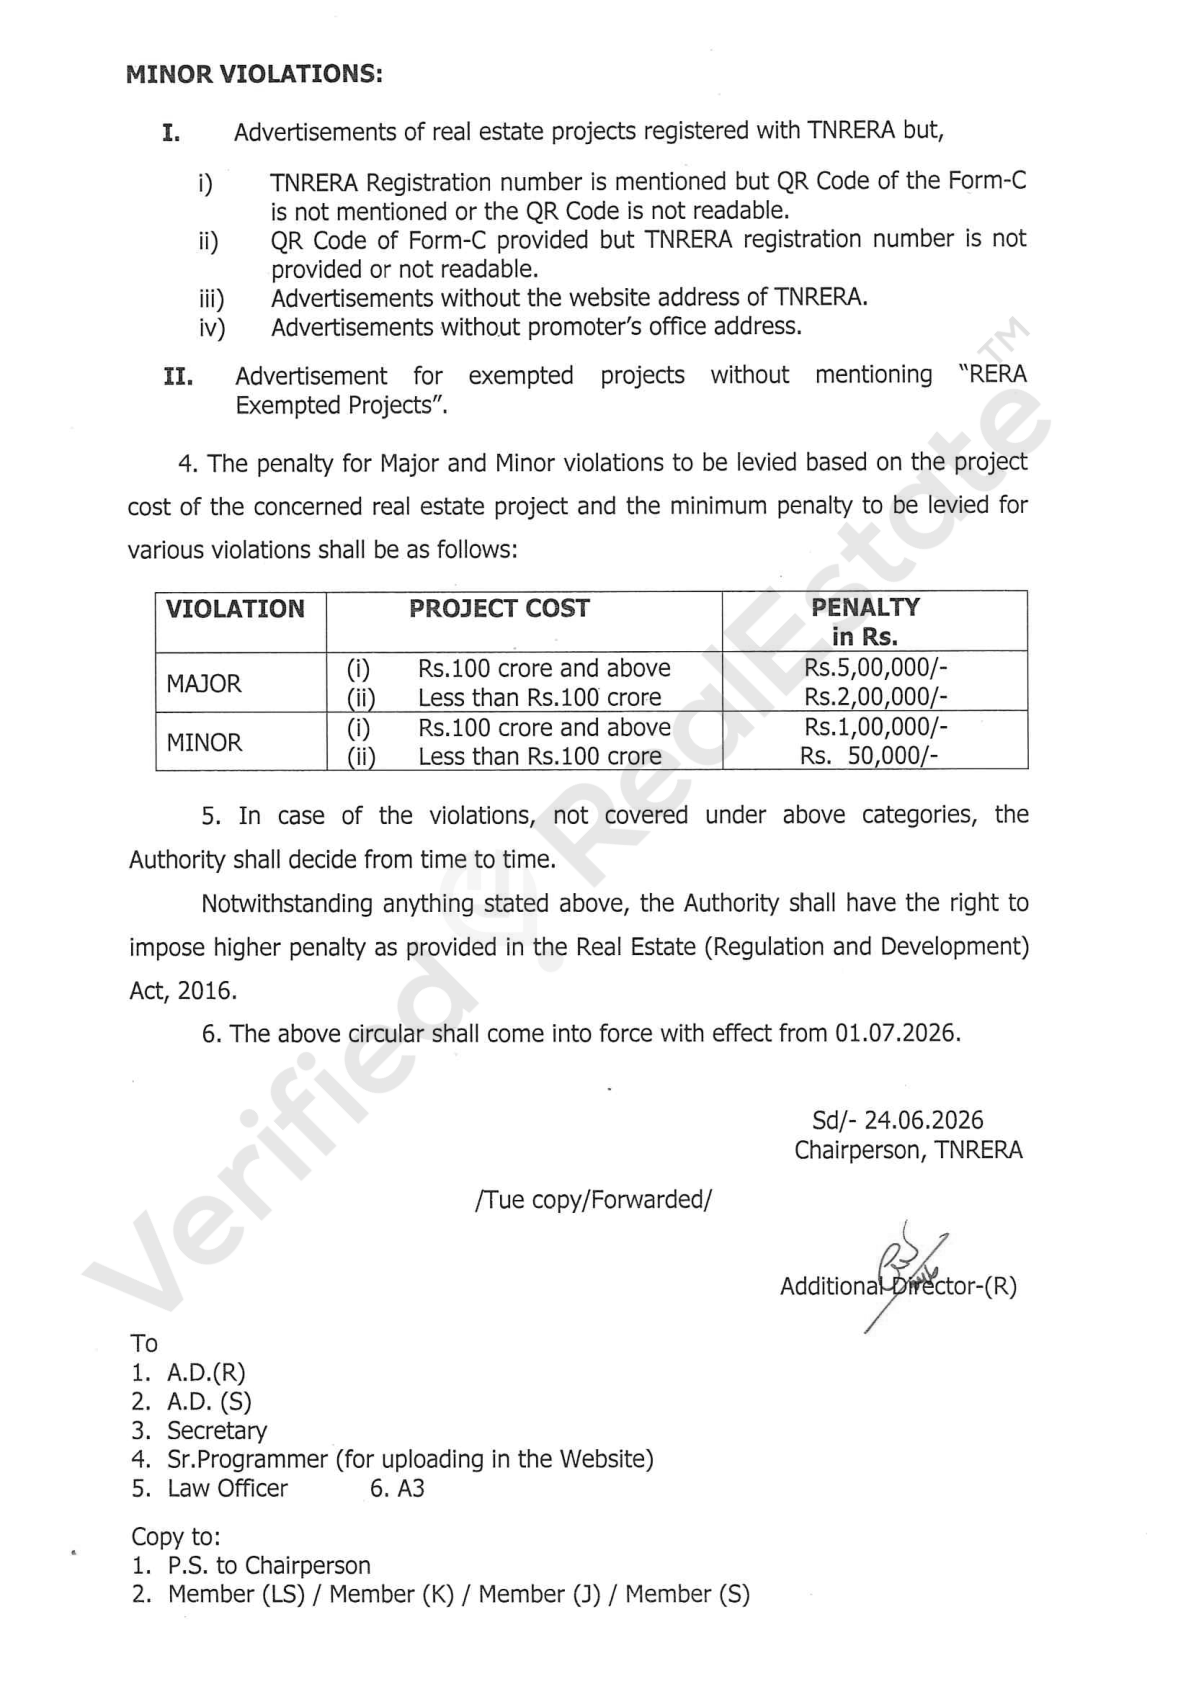 MINOR VIOLATIONS:
I. Advertisements of real estate projects registered with TNRERA but,
i) TNRERA Registration number is mentioned but QR Code of the Form-C
is not mentioned or the QR Code is not readable.
ii) QR Code of Form-C provided but TNRERA registration number is not
provided or not readable.
iii) Advertisements without the website address of TNRERA.
iv) Advertisements without promoter's office address.
II. Advertisement for exempted projects without mentioning "RERA
Exempted Projects".
4. The penalty for Major and Minor violations to be levied based on the project
cost of the concerned real estate project and the minimum penalty to be levied for
various violations shall be as follows:
VIOLATION PROJECT COST PENALTY
in Rs.
MAJOR (i) Rs.100 crore and above Rs.5,00,000/-
(ii) Less than Rs.100 crore Rs.2,00,000/-
MINOR (i) Rs.100 crore and above Rs.1,00,000/-
(ii) Less than Rs.100 crore Rs. 50,000/-
5. In case of the violations, not covered under above categories, the
Authority shall decide from time to time.
Notwithstanding anything stated above, the Authority shall have the right to
impose higher penalty as provided in the Real Estate (Regulation and Development)
Act, 2016.
6. The above circular shall come into force with effect from 01.07.2026.
Sd/- 24.06.2026
Chairperson, TNRERA
/Tue copy/Forwarded/
Additional Director-(R)
To
1. A.D.(R)
2. A.D. (S)
3. Secretary
4. Sr.Programmer (for uploading in the Website)
5. Law Officer 6. A3
Copy to:
1. P.S. to Chairperson
2. Member (LS) / Member (K) / Member (J) / Member (S)
Verified RealEstate™